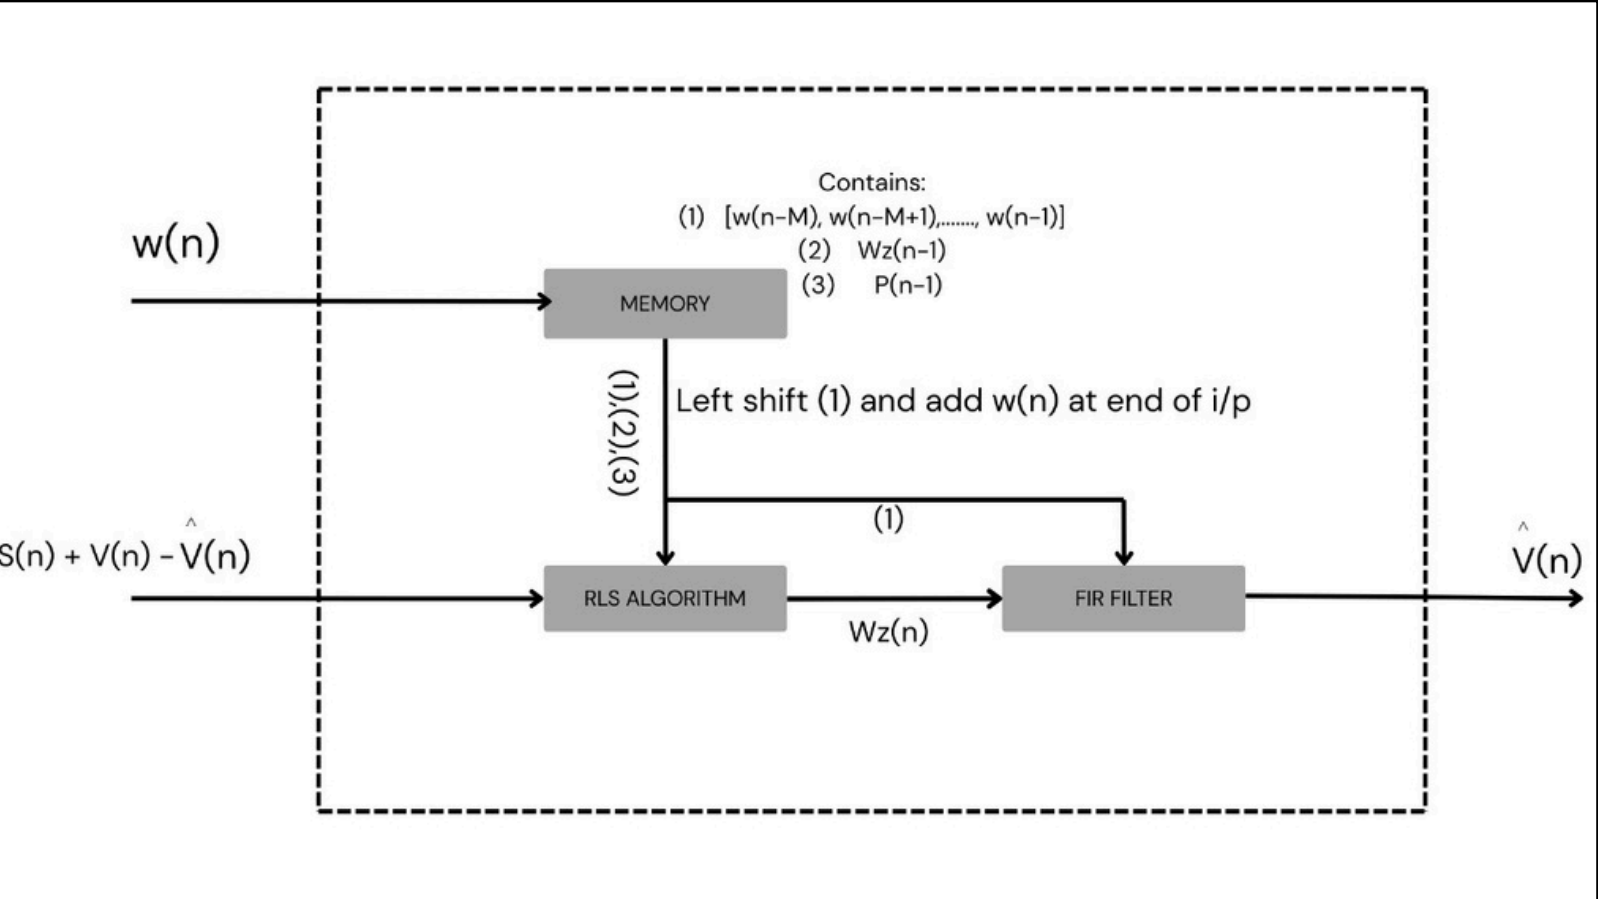 Contains:
(1) [w(n-M), w(n-M+1),......., w(n-1)]
w(n)
(2) Wz(n-1)
(3) P(n-1)
MEMORY
(1),(2),(3)
Left shift (1) and add w(n) at end of i/p
(1)
S(n) + V(n) - V̂(n)
V̂(n)
RLS ALGORITHM
FIR FILTER
Wz(n)